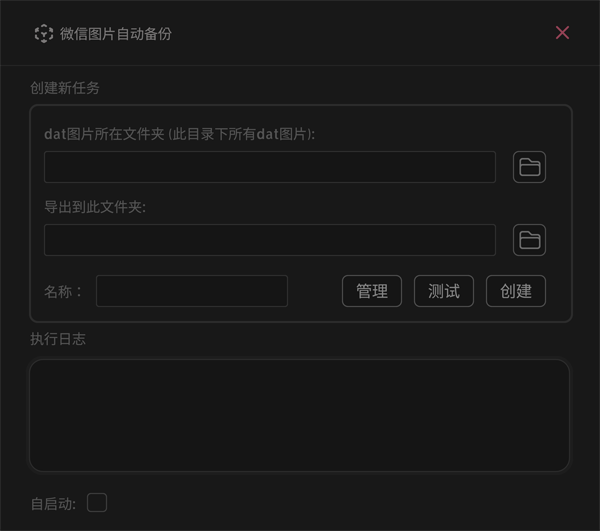 微信图片自动备份
创建新任务
dat图片所在文件夹 (此目录下所有dat图片):
导出到此文件夹:
名称： 管理 测试 创建
执行日志
自启动: